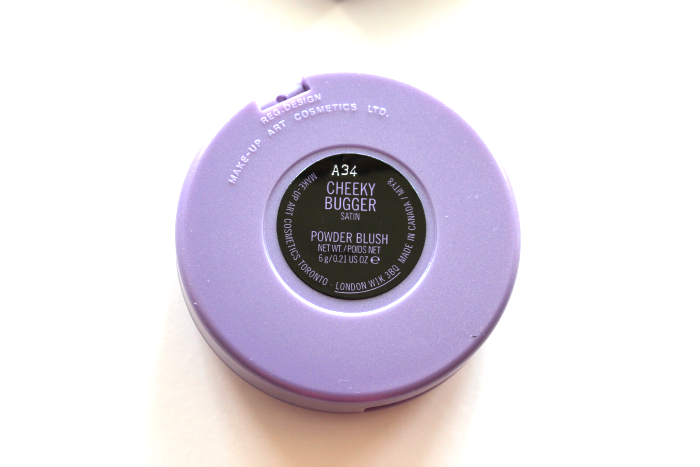 REG.DESIGN
MAKE-UP ART COSMETICS LTD.
A34
CHEEKY
BUGGER
SATIN
POWDER BLUSH
NET WT./POIDS NET
6 g/0.21 US OZ ℮
MAKE-UP ART COSMETICS TORONTO · LONDON W1K 3BQ MADE IN CANADA / MTY8